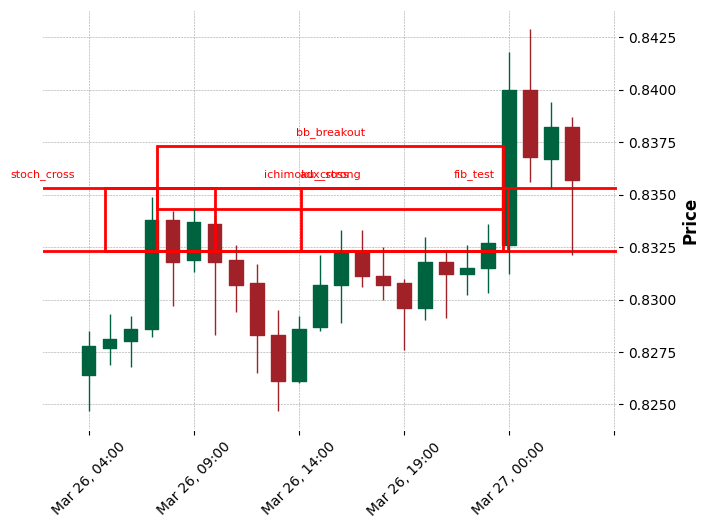 bb_breakout
stoch_cross
fib_test
0.8425
0.8400
0.8375
0.8350
0.8325
0.8300
0.8275
0.8250
Price
Mar 26, 04:00
Mar 26, 09:00
Mar 26, 14:00
Mar 26, 19:00
Mar 27, 00:00